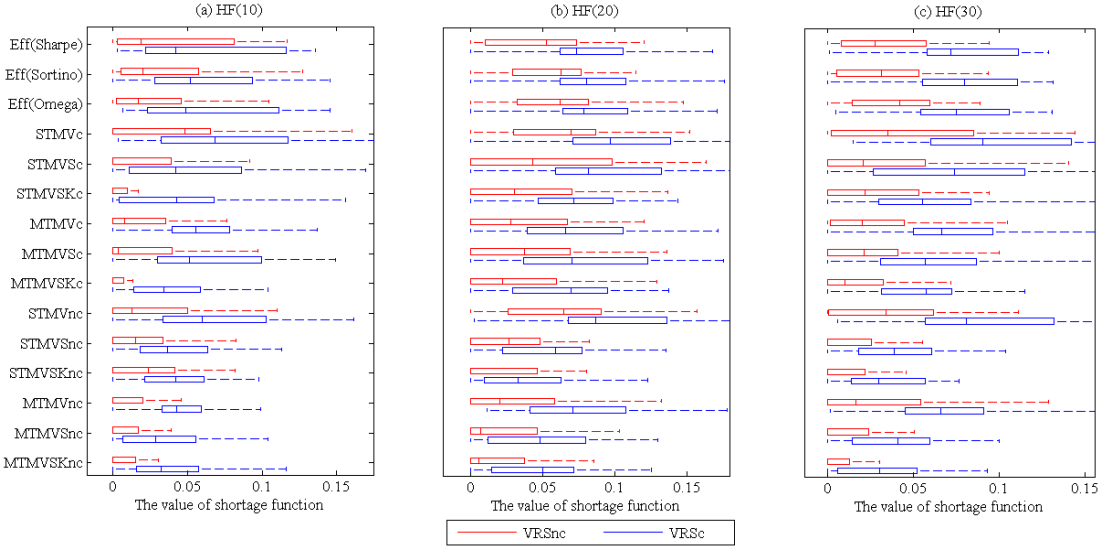 (a) HF(10)
(b) HF(20)
(c) HF(30)
Eff(Sharpe)
Eff(Sortino)
Eff(Omega)
STMVc
STMVSc
STMVSKc
MTMVc
MTMVSc
MTMVSKc
STMVnc
STMVSnc
STMVSKnc
MTMVnc
MTMVSnc
MTMVSKnc
0 0.05 0.1 0.15
0 0.05 0.1 0.15
0 0.05 0.1 0.15
The value of shortage function
The value of shortage function
The value of shortage function
VRSnc
VRSc